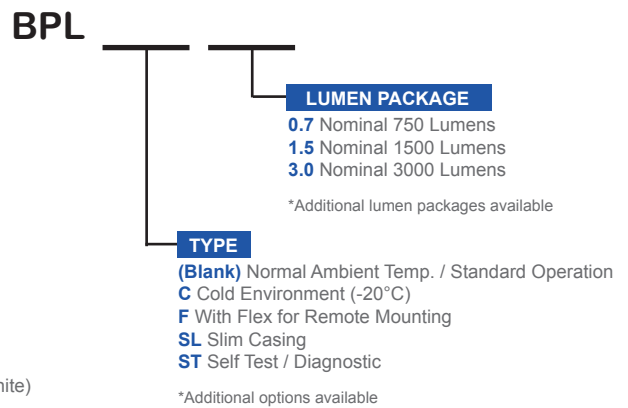 BPL
LUMEN PACKAGE
0.7 Nominal 750 Lumens
1.5 Nominal 1500 Lumens
3.0 Nominal 3000 Lumens
*Additional lumen packages available
TYPE
(Blank) Normal Ambient Temp. / Standard Operation
C Cold Environment (-20°C)
F With Flex for Remote Mounting
SL Slim Casing
ST Self Test / Diagnostic
*Additional options available